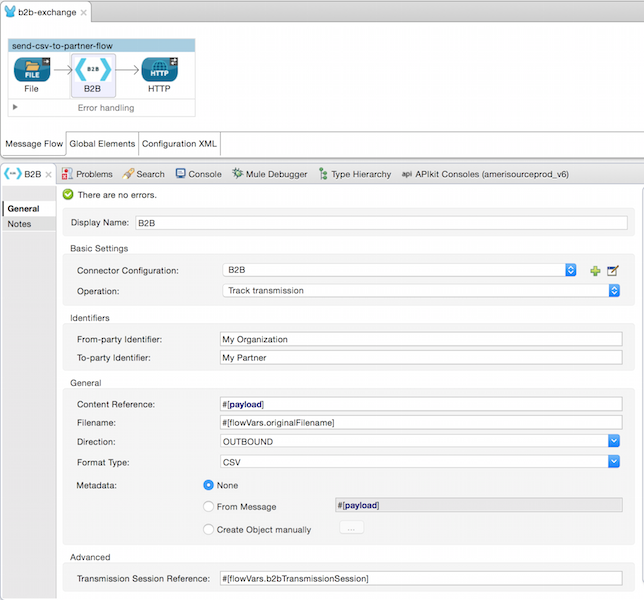 b2b-exchange
send-csv-to-partner-flow
FILE B2B HTTP
File B2B HTTP
Error handling
Message Flow Global Elements Configuration XML
B2B Problems Search Console Mule Debugger Type Hierarchy api APIkit Consoles (amerisourceprod_v6)
General
Notes
There are no errors.
Display Name: B2B
Basic Settings
Connector Configuration: B2B
Operation: Track transmission
Identifiers
From-party Identifier: My Organization
To-party Identifier: My Partner
General
Content Reference: #[payload]
Filename: #[flowVars.originalFilename]
Direction: OUTBOUND
Format Type: CSV
Metadata: None
From Message #[payload]
Create Object manually ...
Advanced
Transmission Session Reference: #[flowVars.b2bTransmissionSession]